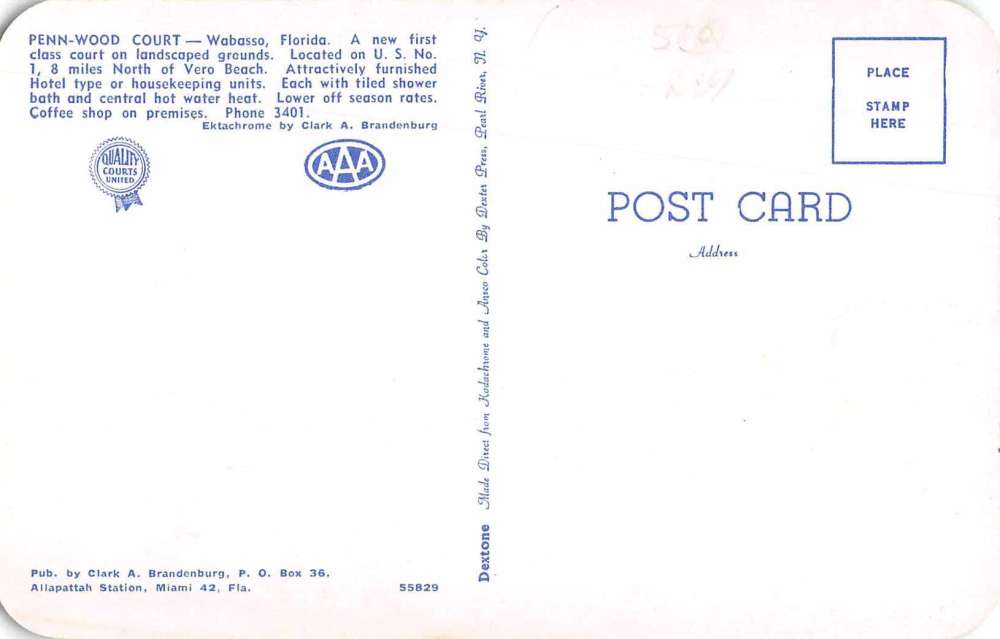 PENN-WOOD COURT — Wabasso, Florida. A new first
class court on landscaped grounds. Located on U. S. No.
1, 8 miles North of Vero Beach. Attractively furnished
Hotel type or housekeeping units. Each with tiled shower
bath and central hot water heat. Lower off season rates.
Coffee shop on premises. Phone 3401.
Ektachrome by Clark A. Brandenburg
QUALITY
COURTS
UNITED
AAA
Pub. by Clark A. Brandenburg, P. O. Box 36,
Allapattah Station, Miami 42, Fla.
55829
Dextone Made Direct from Kodachrome and Ansco Color By Dexter Press, Pearl River, N. Y.
PLACE
STAMP
HERE
POST CARD
Address